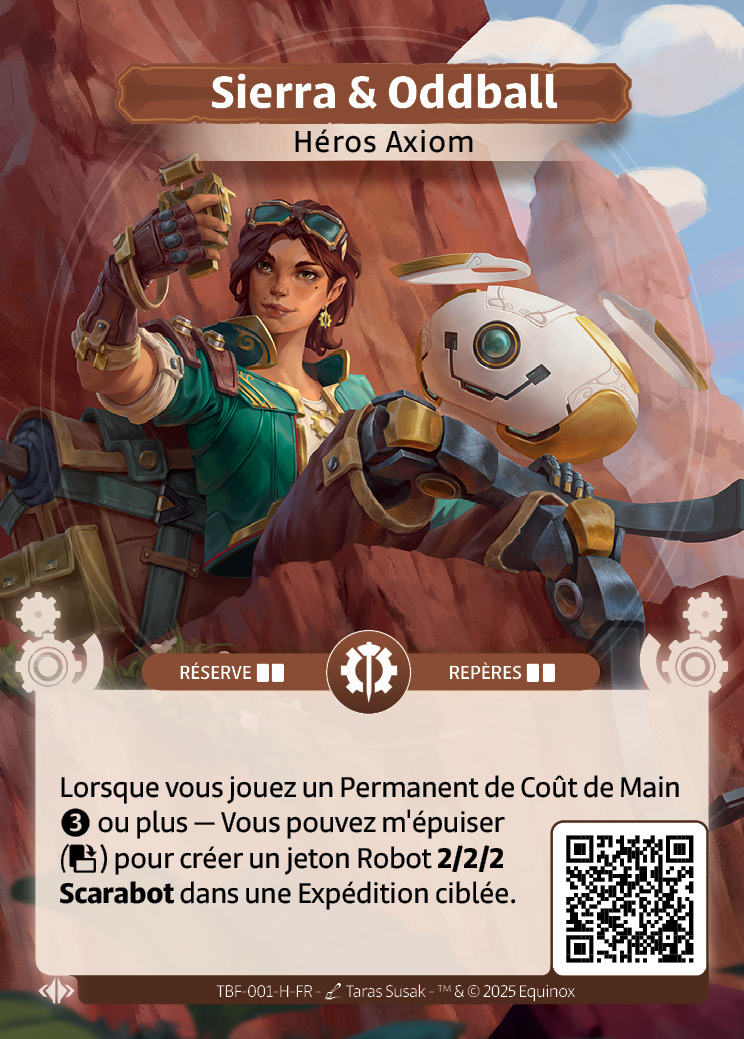 Sierra & Oddball
Héros Axiom
RÉSERVE
REPÈRES
Lorsque vous jouez un Permanent de Coût de Main
3 ou plus — Vous pouvez m'épuiser
() pour créer un jeton Robot 2/2/2
Scarabot dans une Expédition ciblée.
TBF-001-H-FR - Taras Susak - ™ & © 2025 Equinox